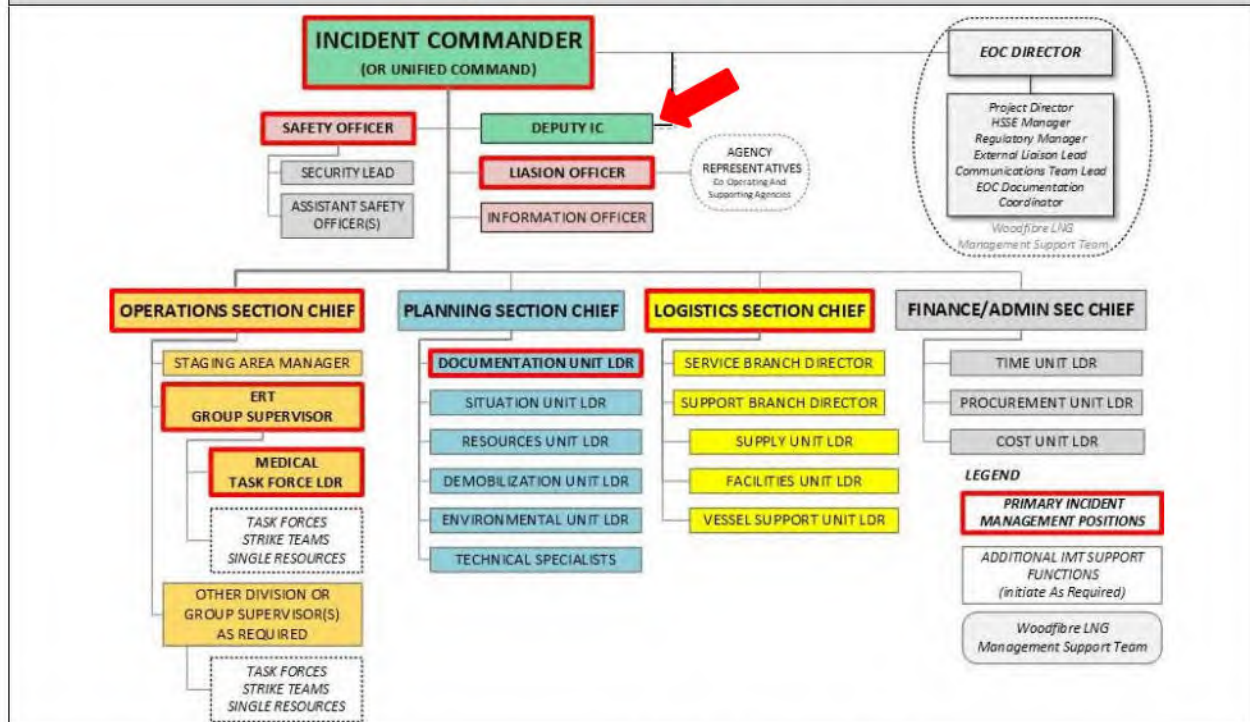 INCIDENT COMMANDER
(OR UNIFIED COMMAND)
EOC DIRECTOR
Project Director
HSSE Manager
Regulatory Manager
External Liaison Lead
Communications Team Lead
EOC Documentation
Coordinator
Woodfibre LNG
Management Support Team
SAFETY OFFICER
SECURITY LEAD
ASSISTANT SAFETY
OFFICER(S)
DEPUTY IC
LIASION OFFICER
INFORMATION OFFICER
AGENCY
REPRESENTATIVES
Co Operating And
Supporting Agencies
OPERATIONS SECTION CHIEF
STAGING AREA MANAGER
ERT
GROUP SUPERVISOR
MEDICAL
TASK FORCE LDR
TASK FORCES
STRIKE TEAMS
SINGLE RESOURCES
OTHER DIVISION OR
GROUP SUPERVISOR(S)
AS REQUIRED
TASK FORCES
STRIKE TEAMS
SINGLE RESOURCES
PLANNING SECTION CHIEF
DOCUMENTATION UNIT LDR
SITUATION UNIT LDR
RESOURCES UNIT LDR
DEMOBILIZATION UNIT LDR
ENVIRONMENTAL UNIT LDR
TECHNICAL SPECIALISTS
LOGISTICS SECTION CHIEF
SERVICE BRANCH DIRECTOR
SUPPORT BRANCH DIRECTOR
SUPPLY UNIT LDR
FACILITIES UNIT LDR
VESSEL SUPPORT UNIT LDR
FINANCE/ADMIN SEC CHIEF
TIME UNIT LDR
PROCUREMENT UNIT LDR
COST UNIT LDR
LEGEND
PRIMARY INCIDENT
MANAGEMENT POSITIONS
ADDITIONAL IMT SUPPORT
FUNCTIONS
(initiate As Required)
Woodfibre LNG
Management Support Team